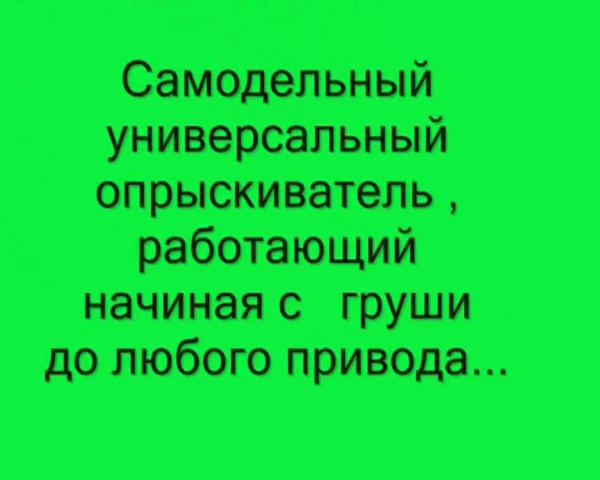 Самодельный
универсальный
опрыскиватель ,
работающий
начиная с груши
до любого привода...